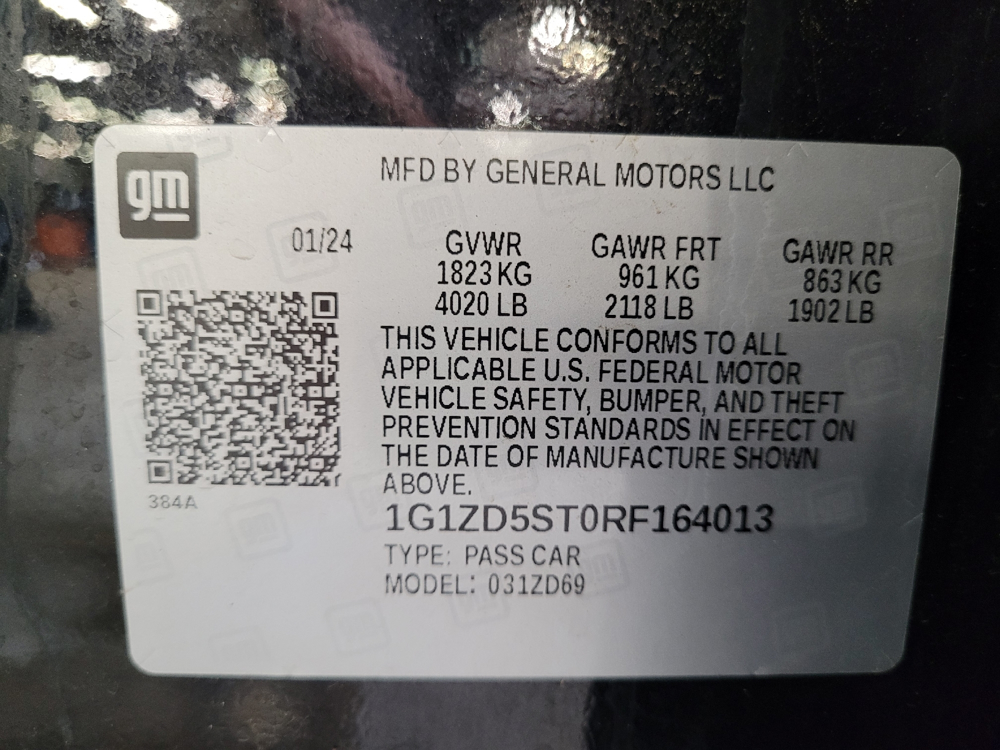 gm
MFD BY GENERAL MOTORS LLC
01/24
GVWR GAWR FRT GAWR RR
1823 KG 961 KG 863 KG
4020 LB 2118 LB 1902 LB
THIS VEHICLE CONFORMS TO ALL
APPLICABLE U.S. FEDERAL MOTOR
VEHICLE SAFETY, BUMPER, AND THEFT
PREVENTION STANDARDS IN EFFECT ON
THE DATE OF MANUFACTURE SHOWN
ABOVE.
384A
1G1ZD5ST0RF164013
TYPE: PASS CAR
MODEL: 031ZD69